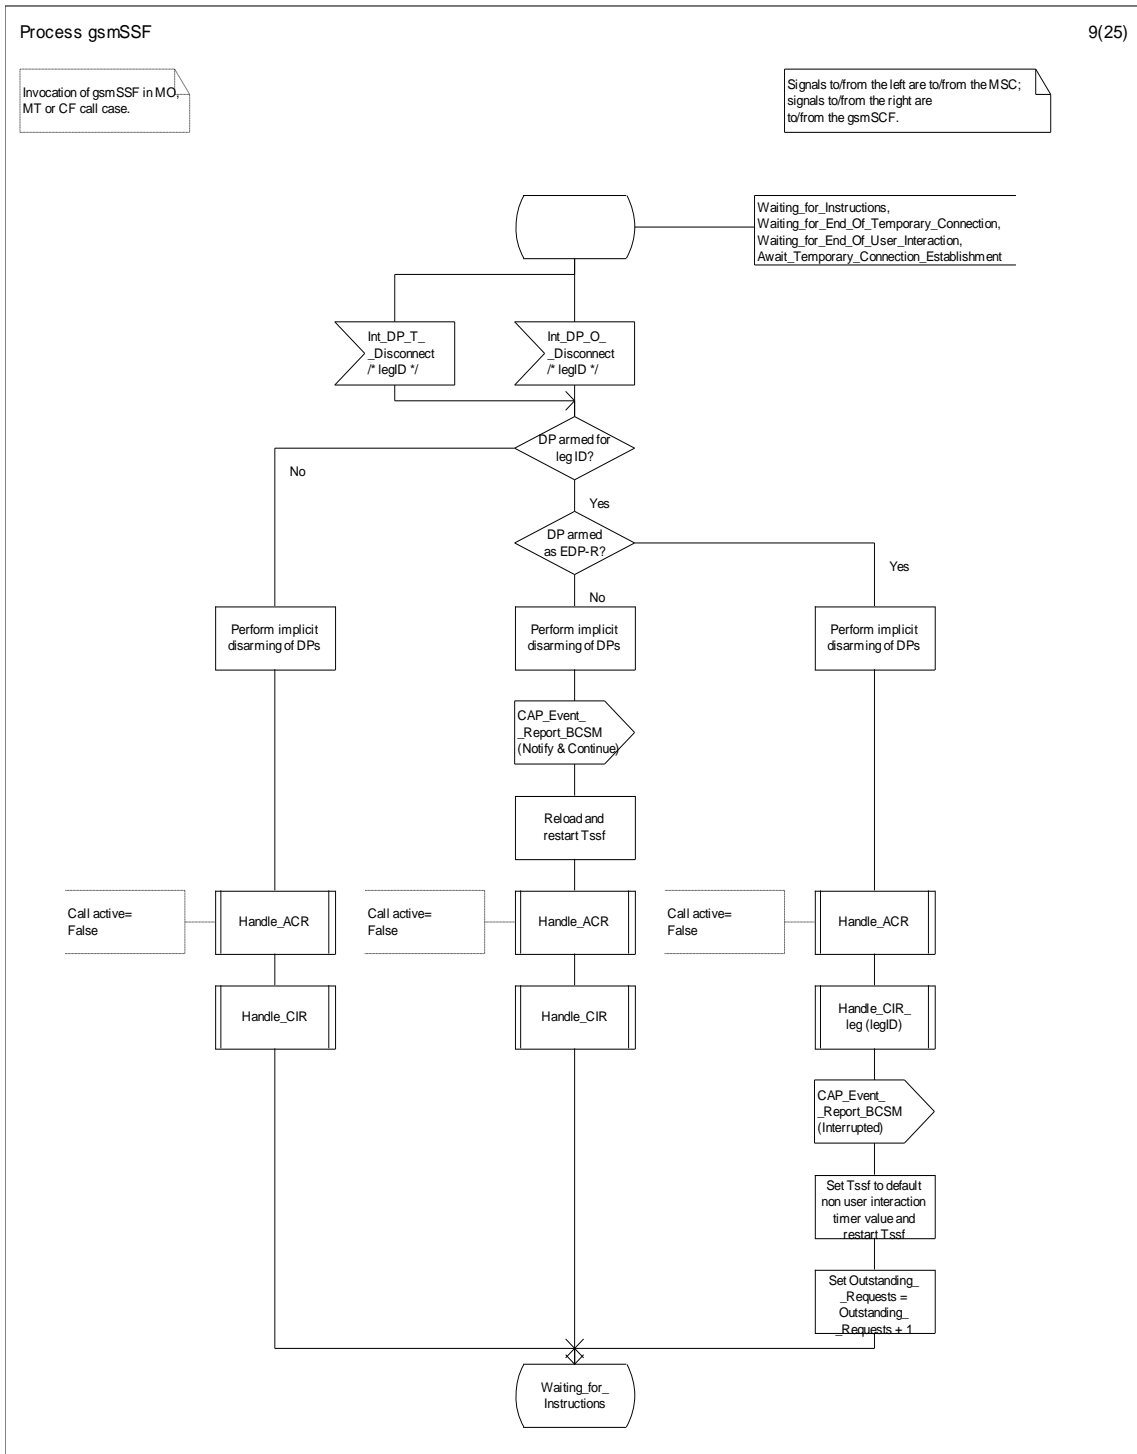 Process gsmSSF
9(25)
Invocation of gsmSSF in MO,
MT or CF call case.
Signals to/from the left are to/from the MSC;
signals to/from the right are
to/from the gsmSCF.
Waiting_for_Instructions,
Waiting_for_End_Of_Temporary_Connection,
Waiting_for_End_Of_User_Interaction,
Await_Temporary_Connection_Establishment
Int_DP_T_
_Disconnect
/* legID */
Int_DP_O_
_Disconnect
/* legID */
DP armed for
leg ID?
No
Yes
DP armed
as EDP-R?
Yes
No
Perform implicit
disarming of DPs
Perform implicit
disarming of DPs
Perform implicit
disarming of DPs
CAP_Event_
_Report_BCSM
(Notify & Continue)
Reload and
restart Tssf
Call active=
False
Handle_ACR
Call active=
False
Handle_ACR
Call active=
False
Handle_ACR
Handle_CIR
Handle_CIR
Handle_CIR_
leg (legID)
CAP_Event_
_Report_BCSM
(Interrupted)
Set Tssf to default
non user interaction
timer value and
restart Tssf
Set Outstanding_
_Requests =
Outstanding_
_Requests + 1
Waiting_for_
Instructions